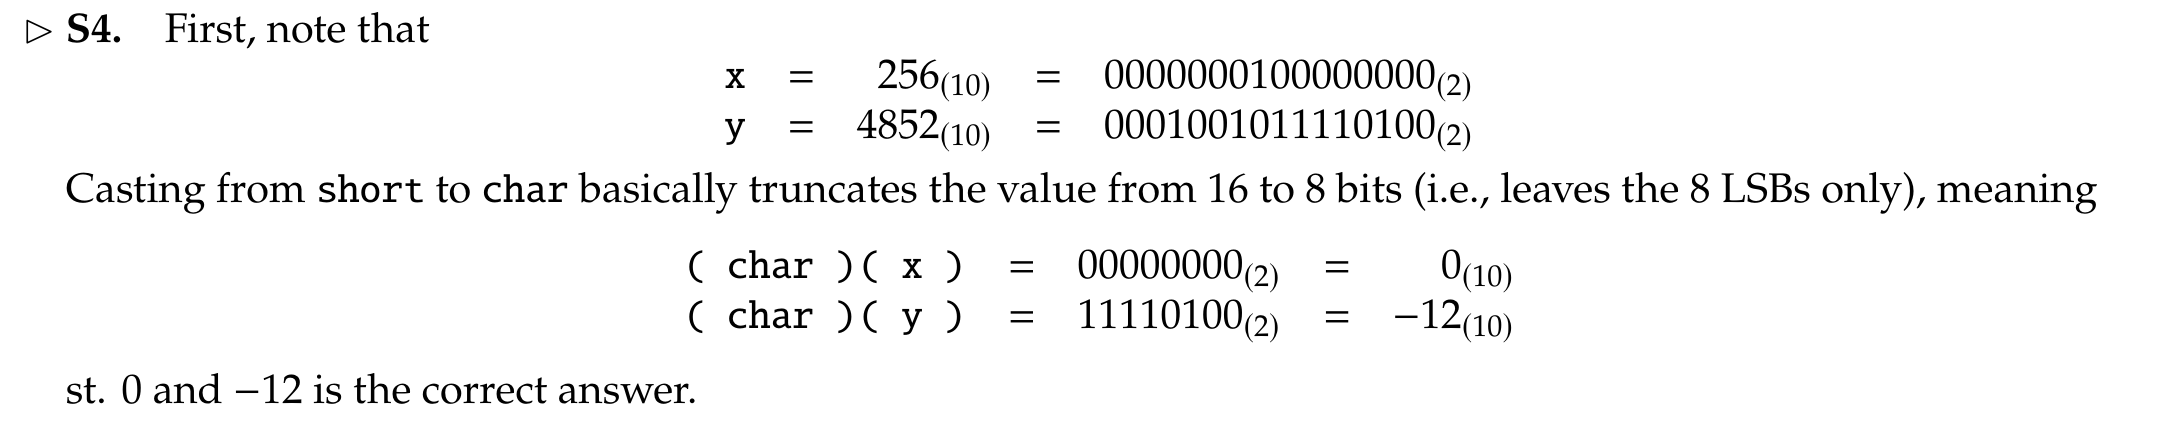 ▷ S4. First, note that
x = 256(10) = 0000000100000000(2)
y = 4852(10) = 0001001011110100(2)
Casting from short to char basically truncates the value from 16 to 8 bits (i.e., leaves the 8 LSBs only), meaning
( char )( x ) = 00000000(2) = 0(10)
( char )( y ) = 11110100(2) = −12(10)
st. 0 and −12 is the correct answer.